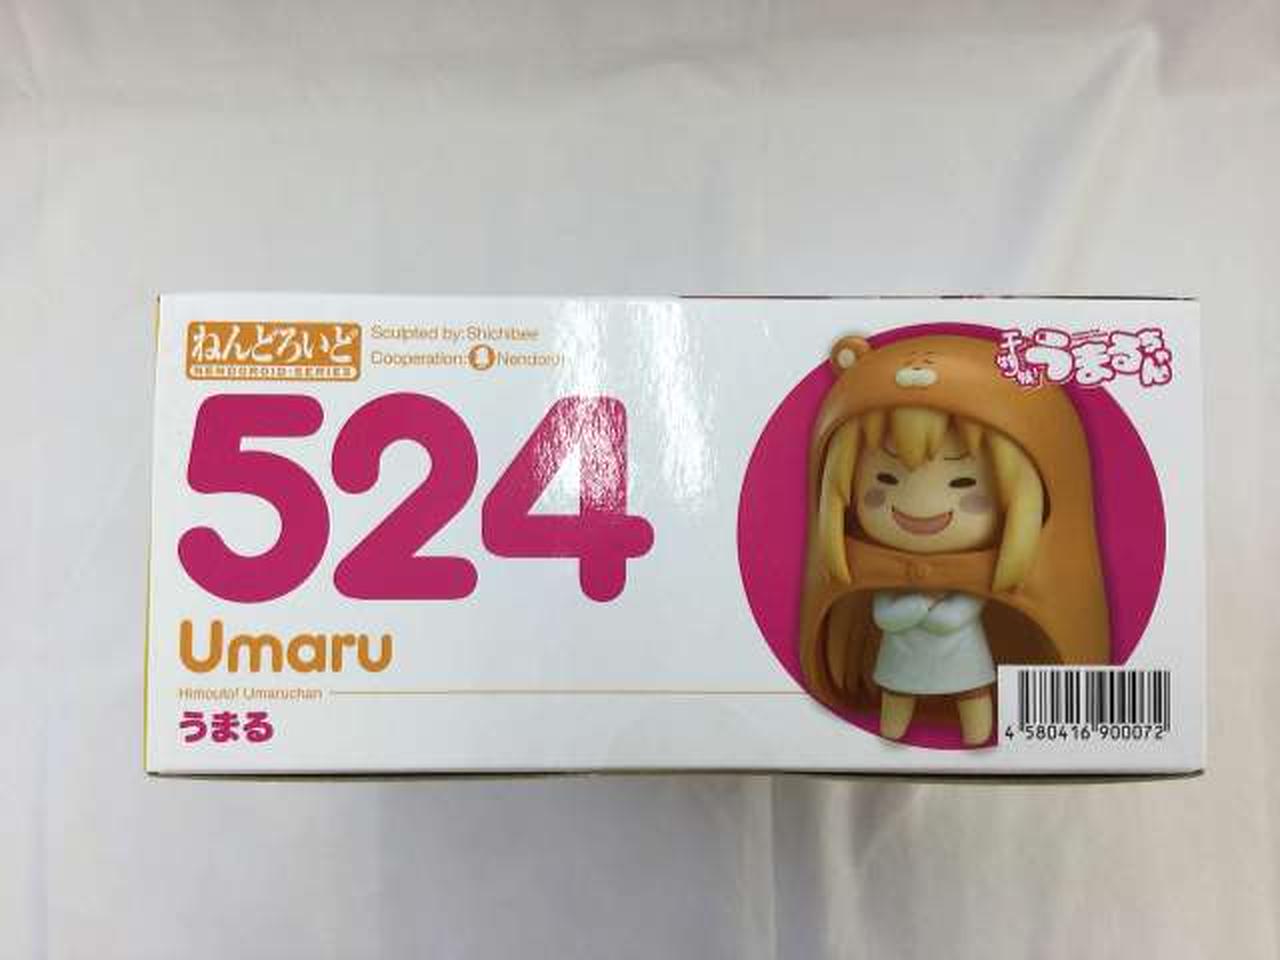 ねんどろいど
NENDOROID SERIES
Sculpted by: Shichibee
Cooperation: Nendoron
524
Umaru
Himouto! Umaruchan
うまる
干物妹!うまるちゃん
4 580416 900072